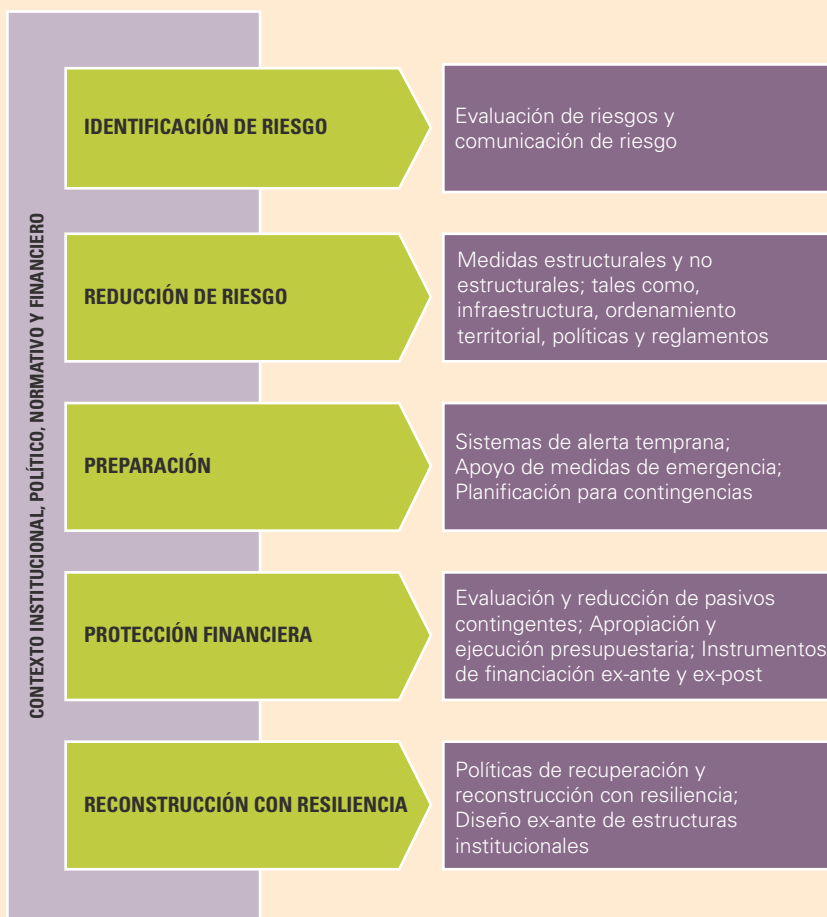 CONTEXTO INSTITUCIONAL, POLÍTICO, NORMATIVO Y FINANCIERO
IDENTIFICACIÓN DE RIESGO
Evaluación de riesgos y
comunicación de riesgo
REDUCCIÓN DE RIESGO
Medidas estructurales y no
estructurales; tales como,
infraestructura, ordenamiento
territorial, políticas y reglamentos
PREPARACIÓN
Sistemas de alerta temprana;
Apoyo de medidas de emergencia;
Planificación para contingencias
PROTECCIÓN FINANCIERA
Evaluación y reducción de pasivos
contingentes; Apropiación y
ejecución presupuestaria; Instrumentos
de financiación ex-ante y ex-post
RECONSTRUCCIÓN CON RESILIENCIA
Políticas de recuperación y
reconstrucción con resiliencia;
Diseño ex-ante de estructuras
institucionales